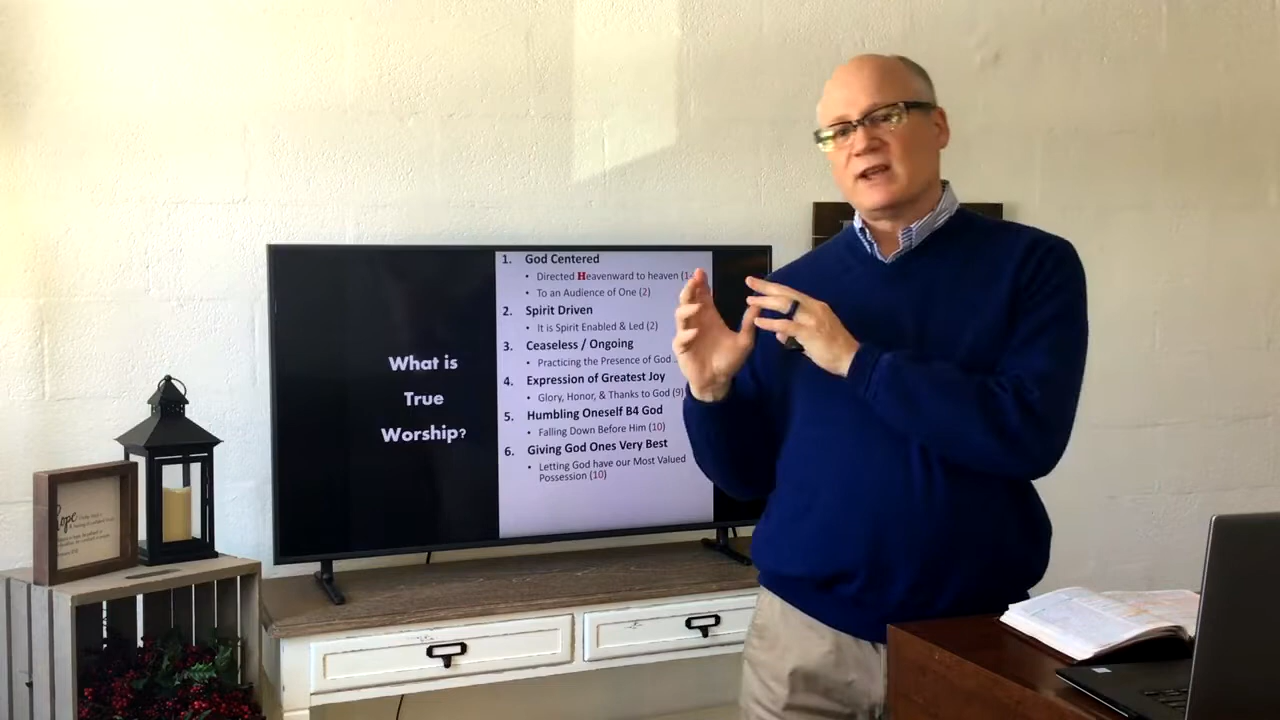 What is
True
Worship?
1. God Centered
• Directed Heavenward to heaven (1-
• To an Audience of One (2)
2. Spirit Driven
• It is Spirit Enabled & Led (2)
3. Ceaseless / Ongoing
• Practicing the Presence of God
4. Expression of Greatest Joy
• Glory, Honor, & Thanks to God (9)
5. Humbling Oneself B4 God
• Falling Down Before Him (10)
6. Giving God Ones Very Best
• Letting God have our Most Valued
Possession (10)
hope